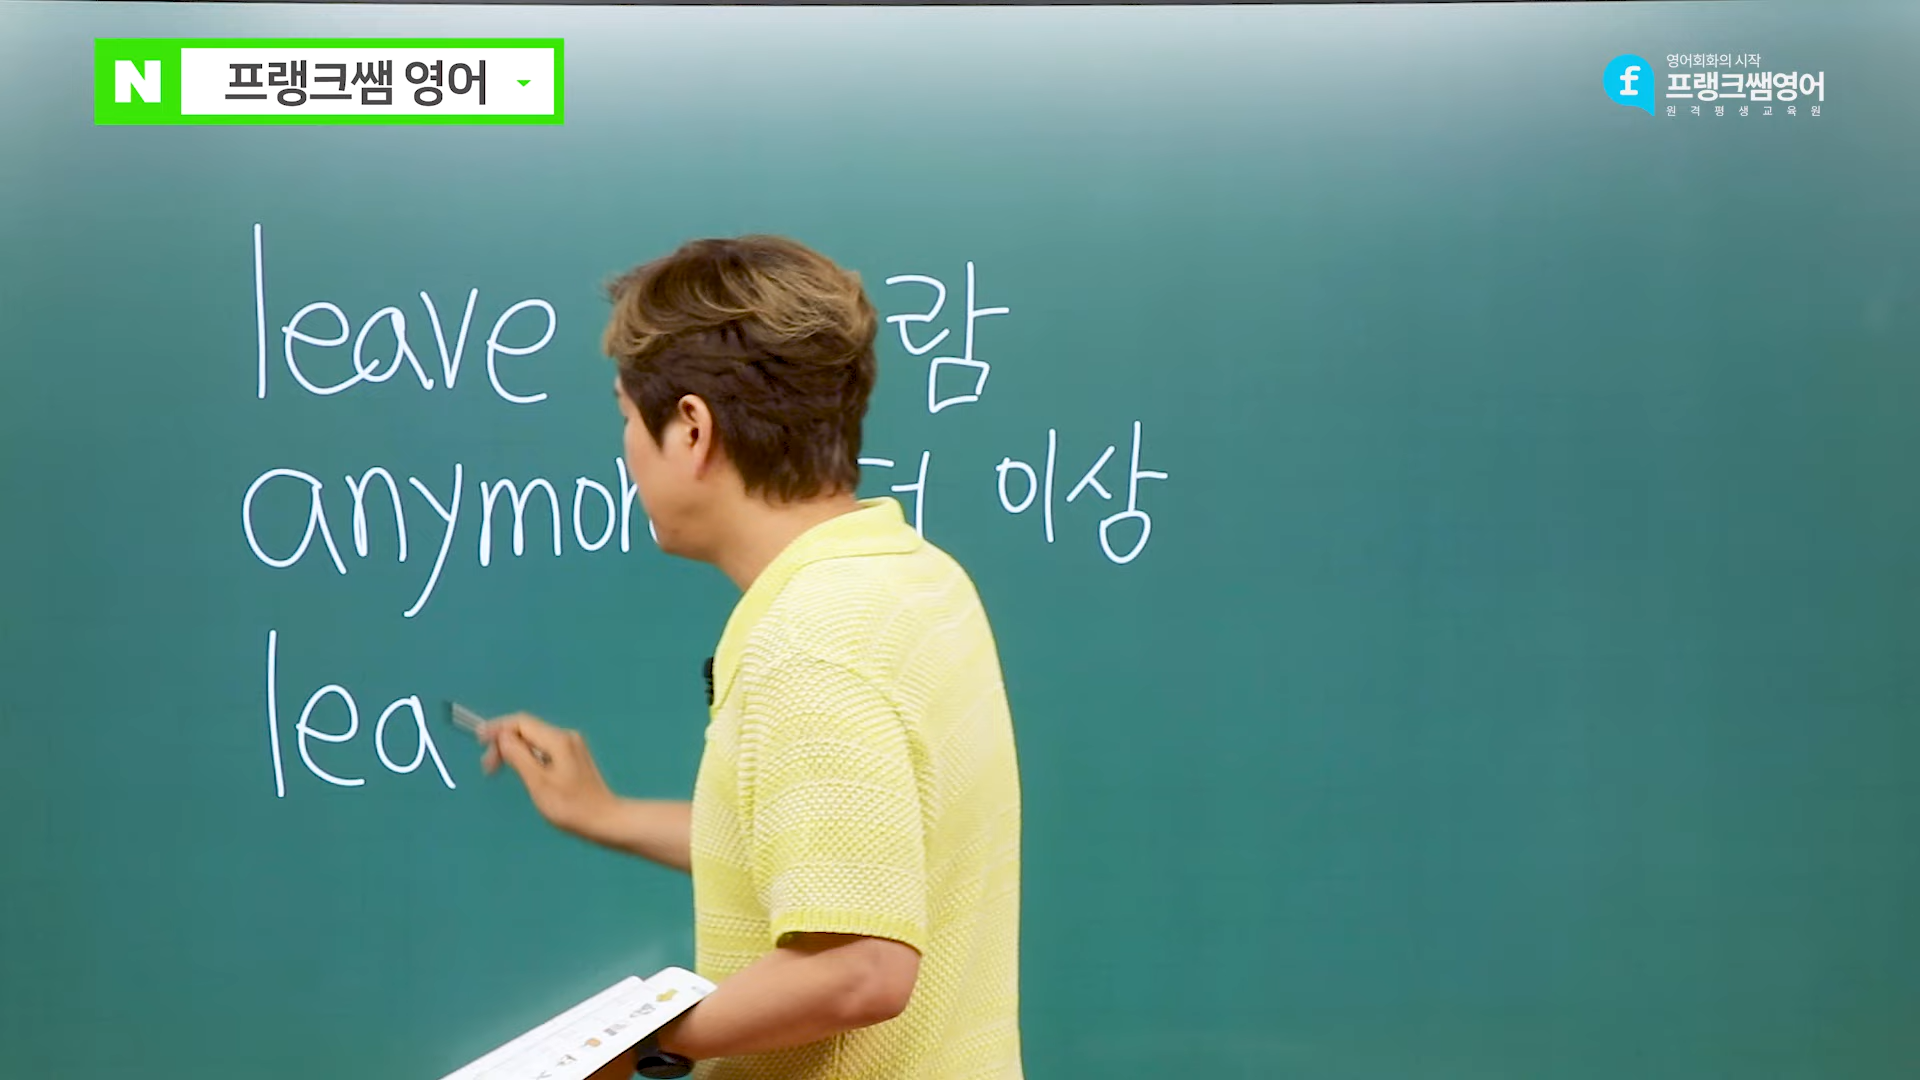 N 프랭크쌤 영어
영어회화의 시작
f 프랭크쌤영어
원격평생교육원
leave 람
anymor 이상
lea